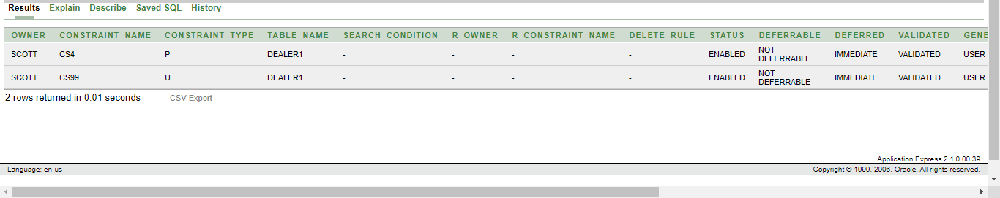 Results Explain Describe Saved SQL History
OWNER CONSTRAINT_NAME CONSTRAINT_TYPE TABLE_NAME SEARCH_CONDITION R_OWNER R_CONSTRAINT_NAME DELETE_RULE STATUS DEFERRABLE DEFERRED VALIDATED GENE
SCOTT CS4 P DEALER1 - - - - ENABLED NOT DEFERRABLE IMMEDIATE VALIDATED USER
SCOTT CS99 U DEALER1 - - - - ENABLED NOT DEFERRABLE IMMEDIATE VALIDATED USER
2 rows returned in 0.01 seconds CSV Export
Application Express 2.1.0.00.39
Language: en-us Copyright © 1999, 2006, Oracle. All rights reserved.